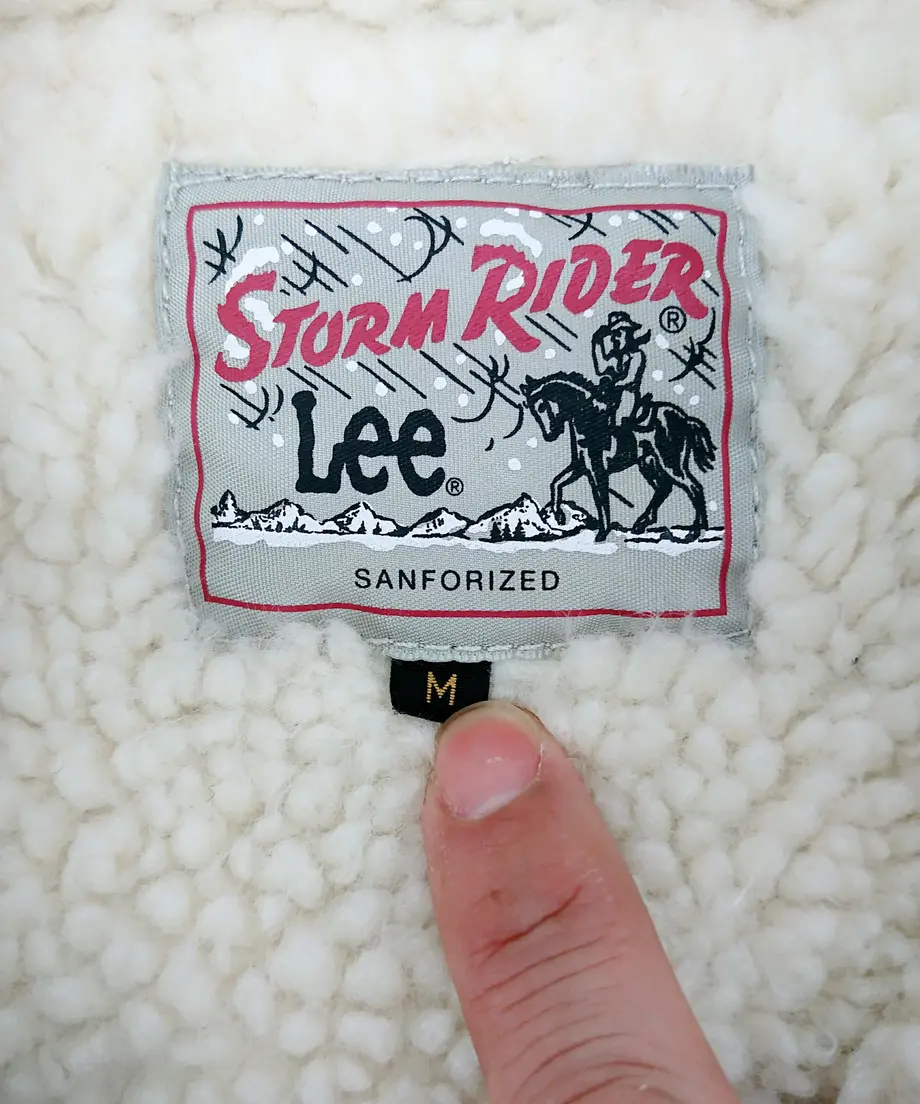 STORM RIDER ®
Lee ®
SANFORIZED
M